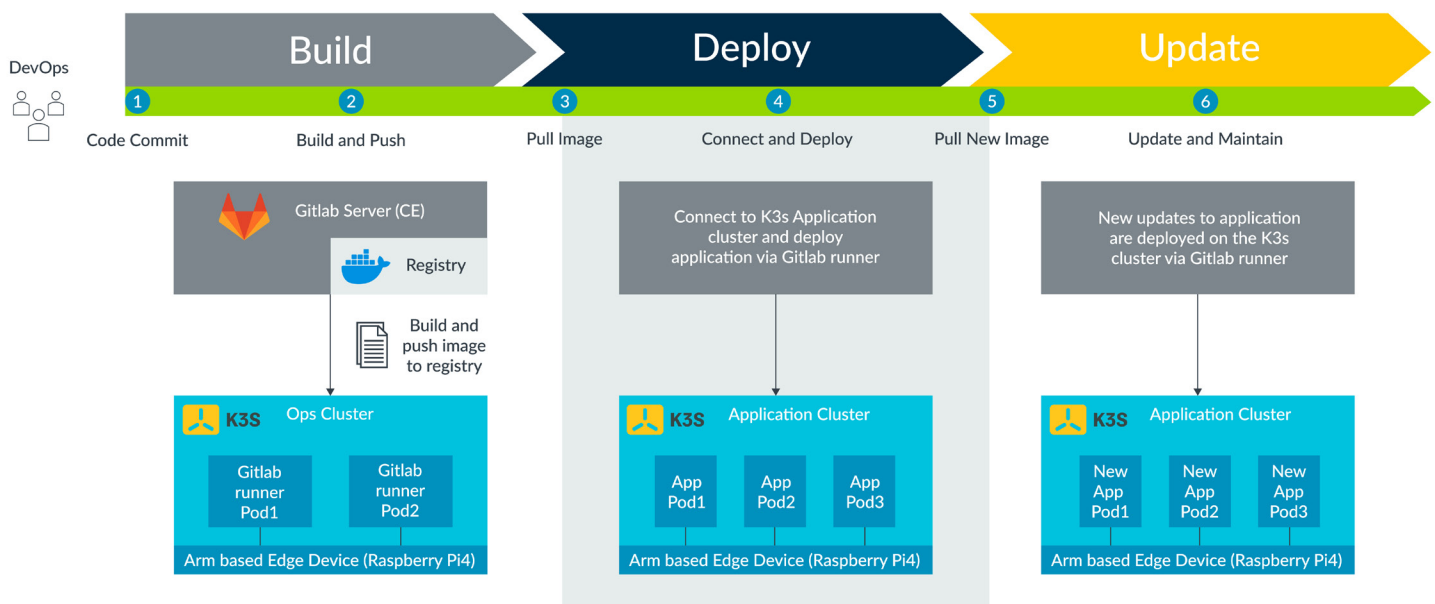 Build
Deploy
Update
DevOps
1
2
3
4
5
6
Code Commit
Build and Push
Pull Image
Connect and Deploy
Pull New Image
Update and Maintain
Gitlab Server (CE)
Registry
Build and
push image
to registry
K3S
Ops Cluster
Gitlab
runner
Pod1
Gitlab
runner
Pod2
Arm based Edge Device (Raspberry Pi4)
Connect to K3s Application
cluster and deploy
application via Gitlab runner
K3S
Application Cluster
App
Pod1
App
Pod2
App
Pod3
Arm based Edge Device (Raspberry Pi4)
New updates to application
are deployed on the K3s
cluster via Gitlab runner
K3S
Application Cluster
New
App
Pod1
New
App
Pod2
New
App
Pod3
Arm based Edge Device (Raspberry Pi4)